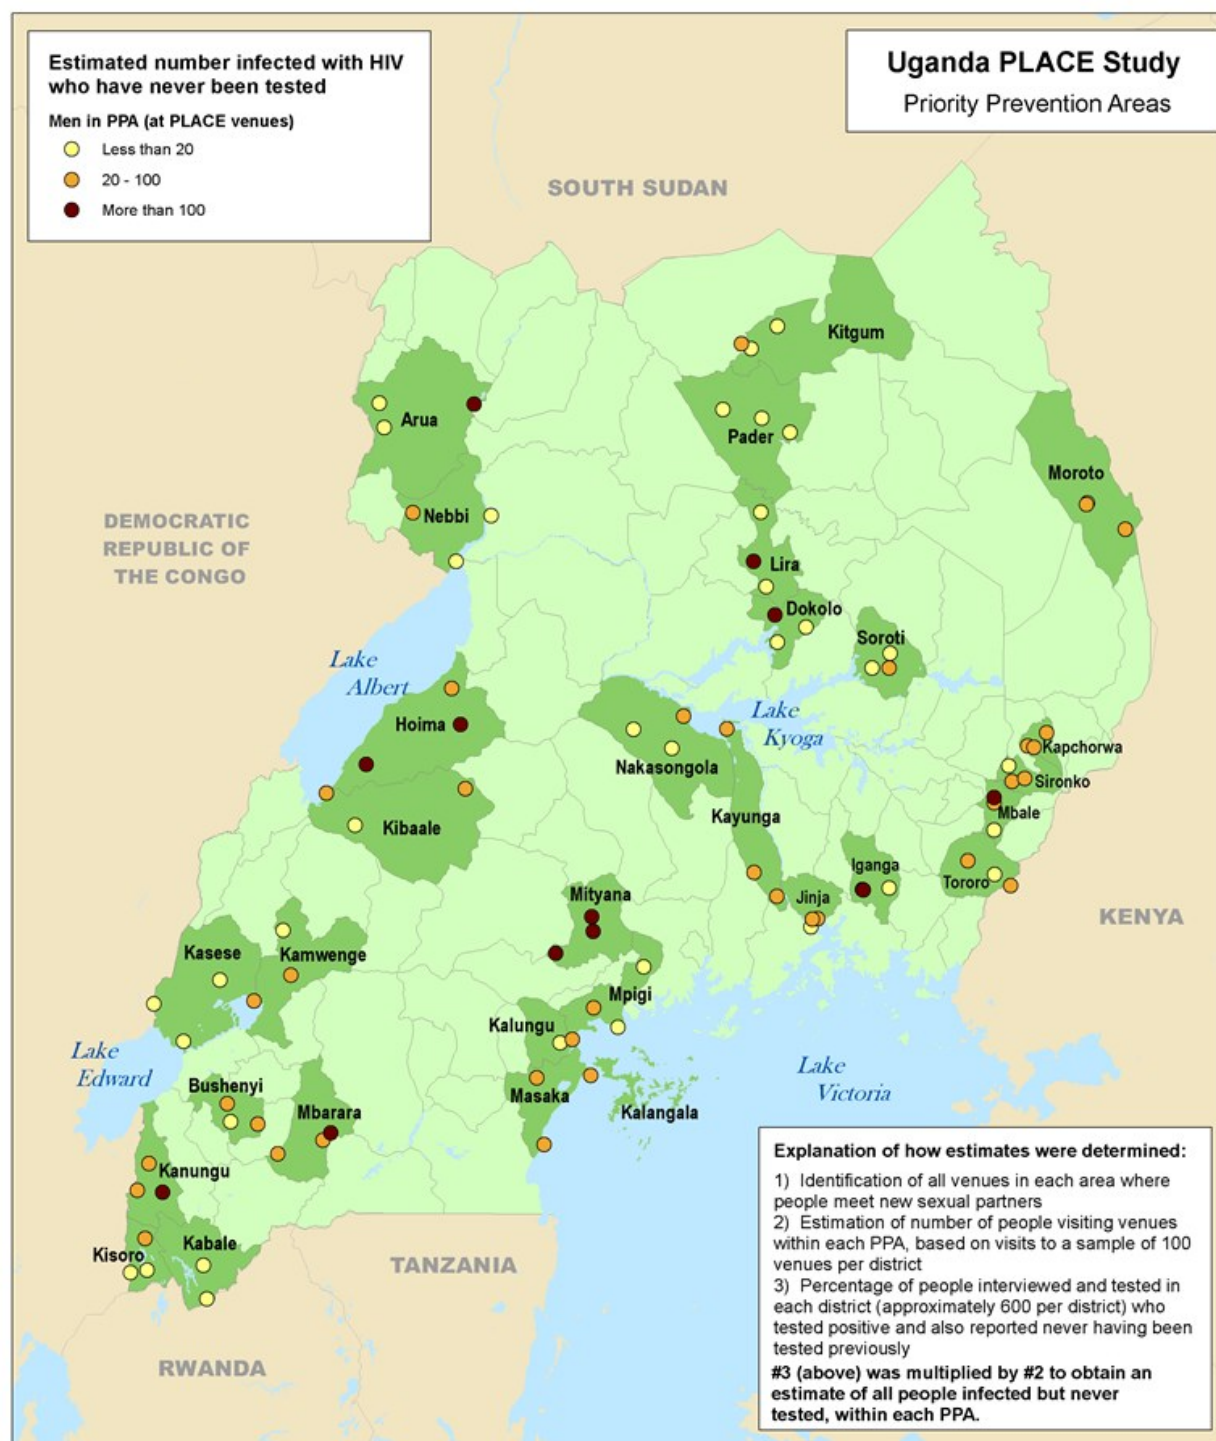 Estimated number infected with HIV
who have never been tested
Men in PPA (at PLACE venues)
Less than 20
20 - 100
More than 100
Uganda PLACE Study
Priority Prevention Areas
SOUTH SUDAN
Kitgum
Arua
Pader
Moroto
Nebbi
DEMOCRATIC
REPUBLIC OF
THE CONGO
Lira
Dokolo
Soroti
Lake
Albert
Hoima
Lake
Kyoga
Kapchorwa
Nakasongola
Sironko
Mbale
Kayunga
Kibaale
Iganga
Tororo
Mityana
Jinja
KENYA
Kasese
Kamwenge
Mpigi
Kalungu
Lake
Edward
Lake
Victoria
Bushenyi
Masaka
Mbarara
Kalangala
Kanungu
Kisoro
Kabale
TANZANIA
RWANDA
Explanation of how estimates were determined:
1) Identification of all venues in each area where
people meet new sexual partners
2) Estimation of number of people visiting venues
within each PPA, based on visits to a sample of 100
venues per district
3) Percentage of people interviewed and tested in
each district (approximately 600 per district) who
tested positive and also reported never having been
tested previously
#3 (above) was multiplied by #2 to obtain an
estimate of all people infected but never
tested, within each PPA.